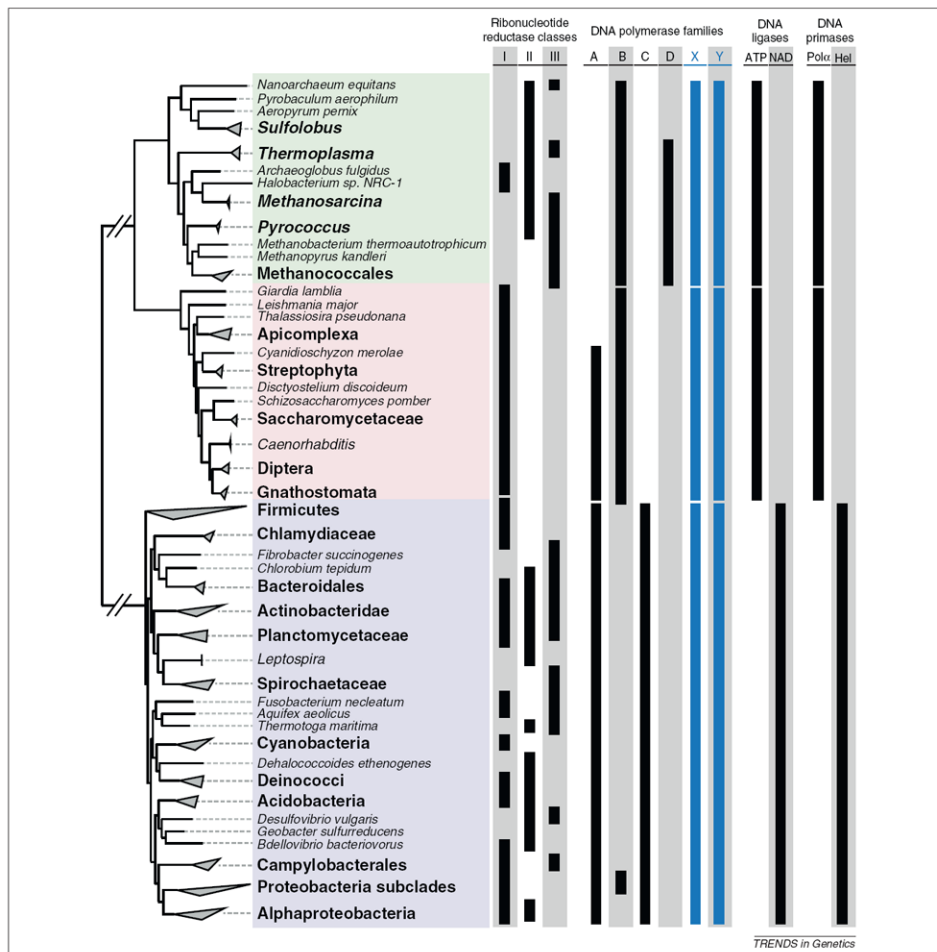 Ribonucleotide
reductase classes
DNA polymerase families
DNA
ligases
DNA
primases
I II III A B C D X Y ATP NAD Polα Hel
Nanoarchaeum equitans
Pyrobaculum aerophilum
Aeropyrum pernix
Sulfolobus
Thermoplasma
Archaeoglobus fulgidus
Halobacterium sp. NRC-1
Methanosarcina
Pyrococcus
Methanobacterium thermoautotrophicum
Methanopyrus kandleri
Methanococcales
Giardia lamblia
Leishmania major
Thalassiosira pseudonana
Apicomplexa
Cyanidioschyzon merolae
Streptophyta
Disctyostelium discoideum
Schizosaccharomyces pomber
Saccharomycetaceae
Caenorhabditis
Diptera
Gnathostomata
Firmicutes
Chlamydiaceae
Fibrobacter succinogenes
Chlorobium tepidum
Bacteroidales
Actinobacteridae
Planctomycetaceae
Leptospira
Spirochaetaceae
Fusobacterium necleatum
Aquifex aeolicus
Thermotoga maritima
Cyanobacteria
Dehalococcoides ethenogenes
Deinococci
Acidobacteria
Desulfovibrio vulgaris
Geobacter sulfurreducens
Bdellovibrio bacteriovorus
Campylobacterales
Proteobacteria subclades
Alphaproteobacteria
TRENDS in Genetics